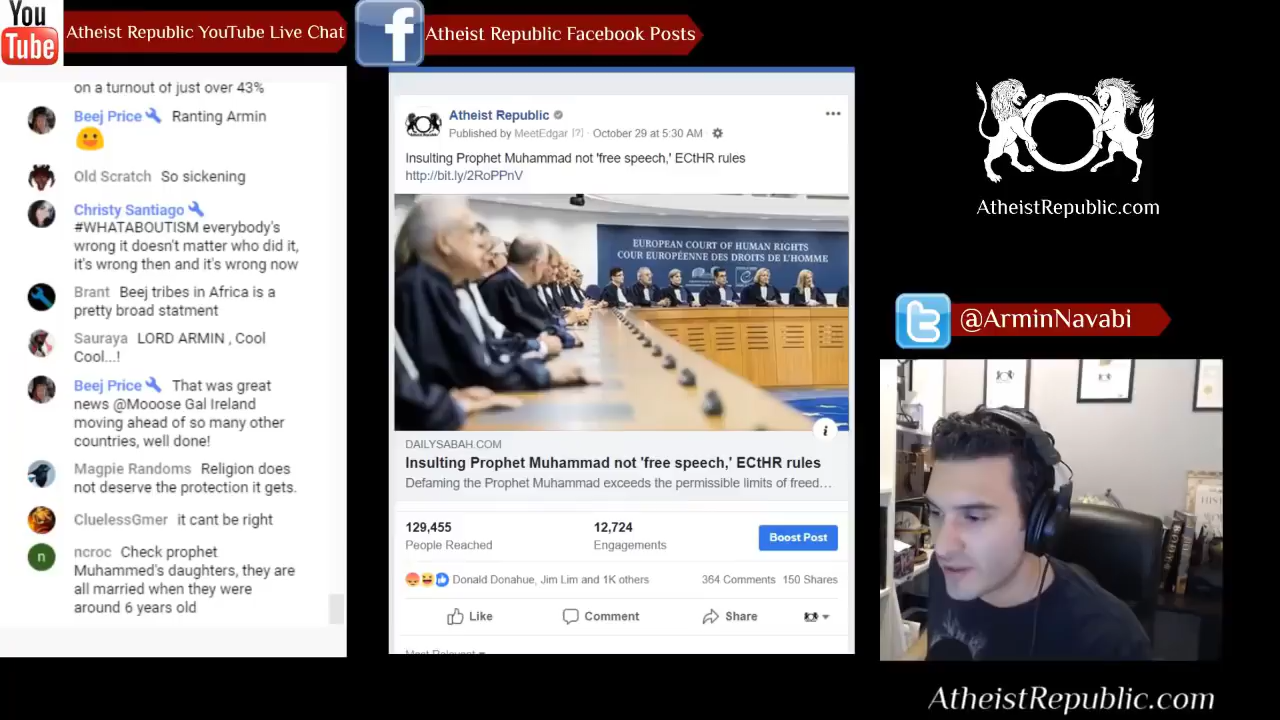 You
Tube
Atheist Republic YouTube Live Chat
f
Atheist Republic Facebook Posts
on a turnout of just over 43%
Beej Price Ranting Armin
Old Scratch So sickening
Christy Santiago
#WHATABOUTISM everybody's
wrong it doesn't matter who did it,
it's wrong then and it's wrong now
Brant Beej tribes in Africa is a
pretty broad statment
Sauraya LORD ARMIN , Cool
Cool...!
Beej Price That was great
news @Mooose Gal Ireland
moving ahead of so many other
countries, well done!
Magpie Randoms Religion does
not deserve the protection it gets.
CluelessGmer it cant be right
n
ncroc Check prophet
Muhammed's daughters, they are
all married when they were
around 6 years old
Atheist Republic
Published by MeetEdgar [?] · October 29 at 5:30 AM ·
Insulting Prophet Muhammad not 'free speech,' ECtHR rules
http://bit.ly/2RoPPnV
EUROPEAN COURT OF HUMAN RIGHTS
COUR EUROPÉENNE DES DROITS DE L'HOMME
i
DAILYSABAH.COM
Insulting Prophet Muhammad not 'free speech,' ECtHR rules
Defaming the Prophet Muhammad exceeds the permissible limits of freed...
129,455
People Reached
12,724
Engagements
Boost Post
Donald Donahue, Jim Lim and 1K others
364 Comments 150 Shares
Like
Comment
Share
Most Relevant
AtheistRepublic.com
@ArminNavabi
AtheistRepublic.com